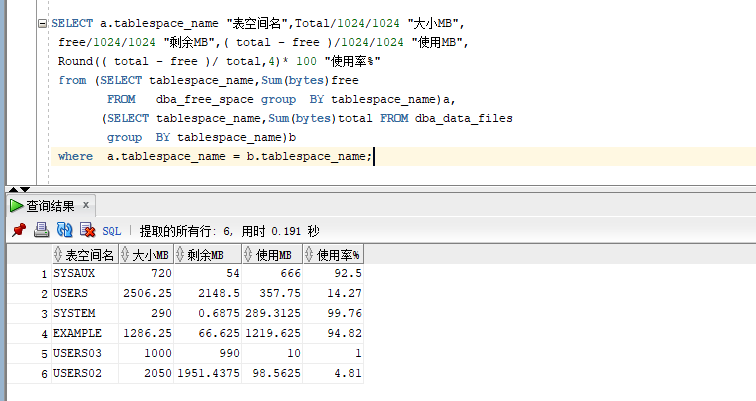 SELECT a.tablespace_name "表空间名",Total/1024/1024 "大小MB",
free/1024/1024 "剩余MB",( total - free )/1024/1024 "使用MB",
Round(( total - free )/ total,4)* 100 "使用率%"
from (SELECT tablespace_name,Sum(bytes)free
FROM   dba_free_space group  BY tablespace_name)a,
(SELECT tablespace_name,Sum(bytes)total FROM dba_data_files
group  BY tablespace_name)b
where  a.tablespace_name = b.tablespace_name;
查询结果 x
SQL | 提取的所有行: 6, 用时 0.191 秒
表空间名 大小MB 剩余MB 使用MB 使用率%
1 SYSAUX 720 54 666 92.5
2 USERS 2506.25 2148.5 357.75 14.27
3 SYSTEM 290 0.6875 289.3125 99.76
4 EXAMPLE 1286.25 66.625 1219.625 94.82
5 USERS03 1000 990 10 1
6 USERS02 2050 1951.4375 98.5625 4.81